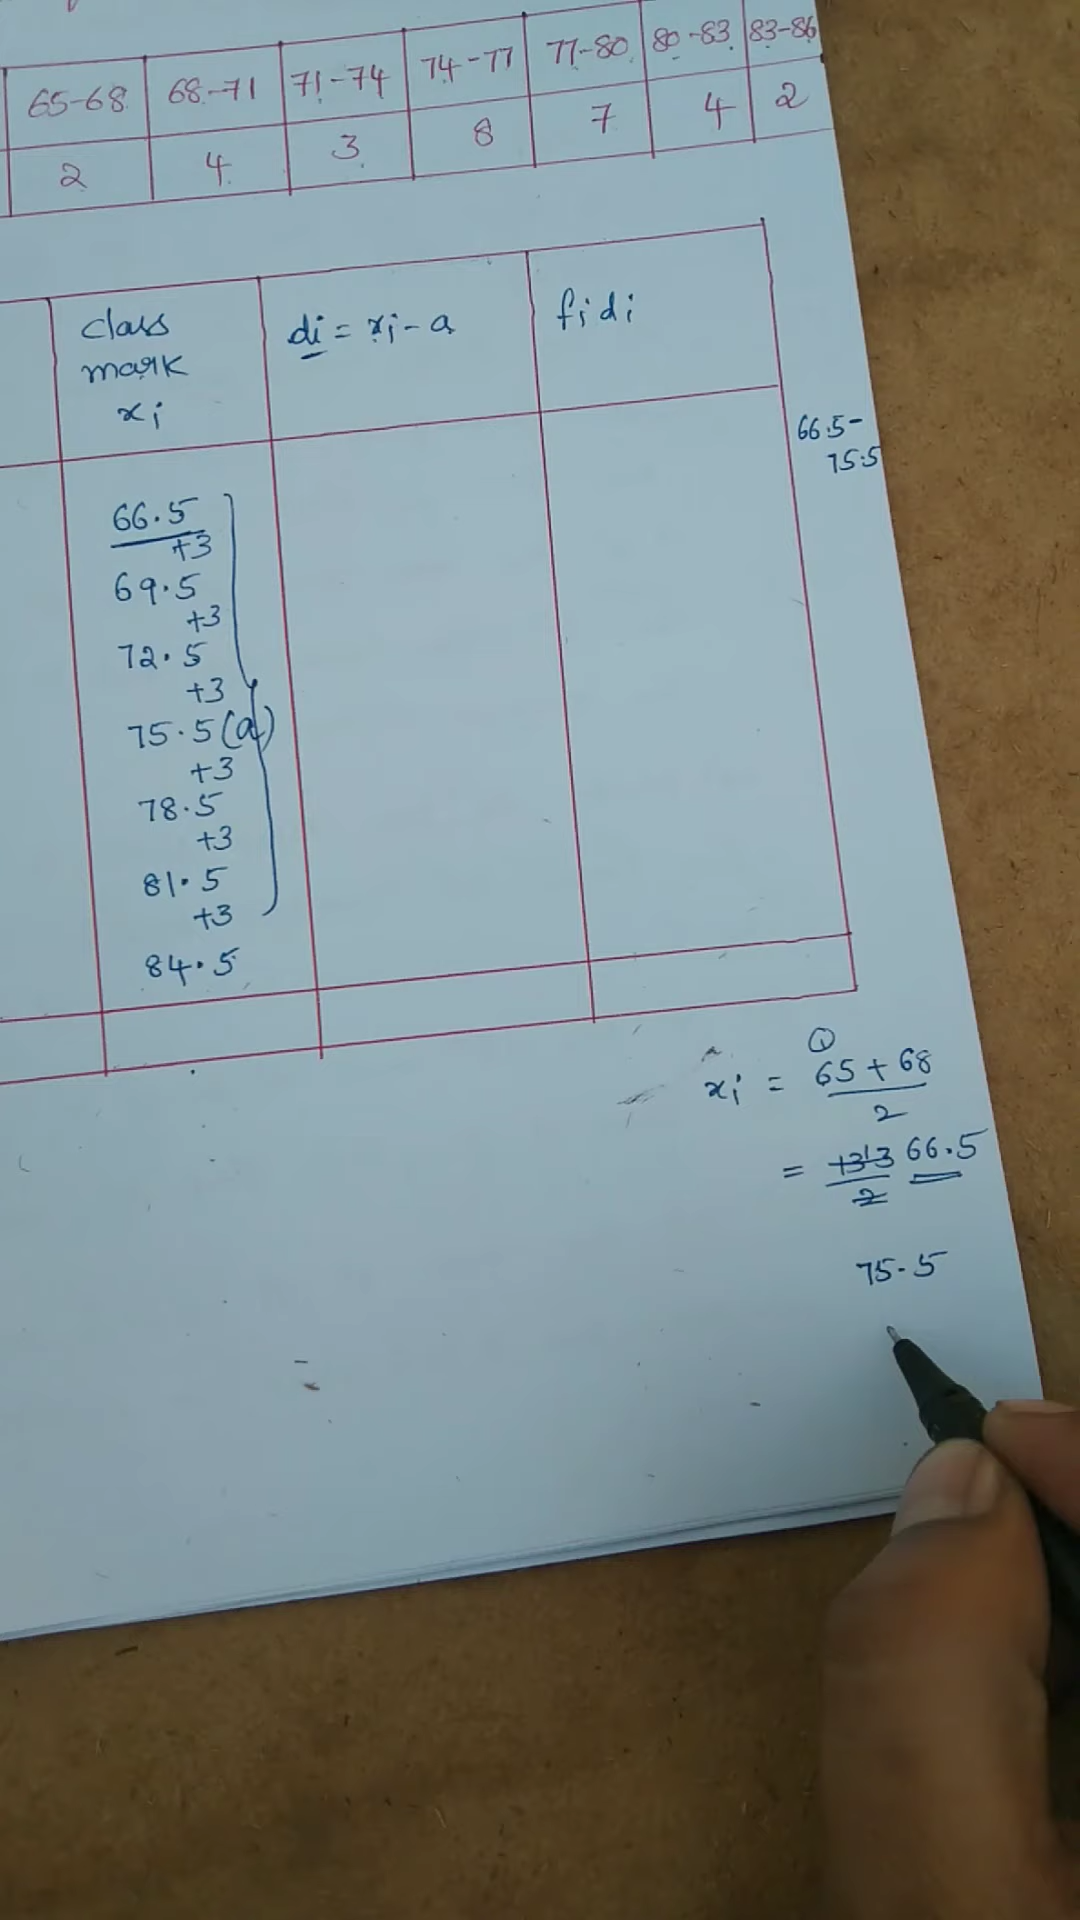 65-68 68-71 71-74 74-77 77-80 80-83 83-86
2 4 3 8 7 4 2
class mark xi
di = xi - a
fidi
66.5-
75.5
66.5
+3
69.5
+3
72.5
+3
75.5(a)
+3
78.5
+3
81.5
+3
84.5
①
xi = 65+68
2
= 133 66.5
2
75.5